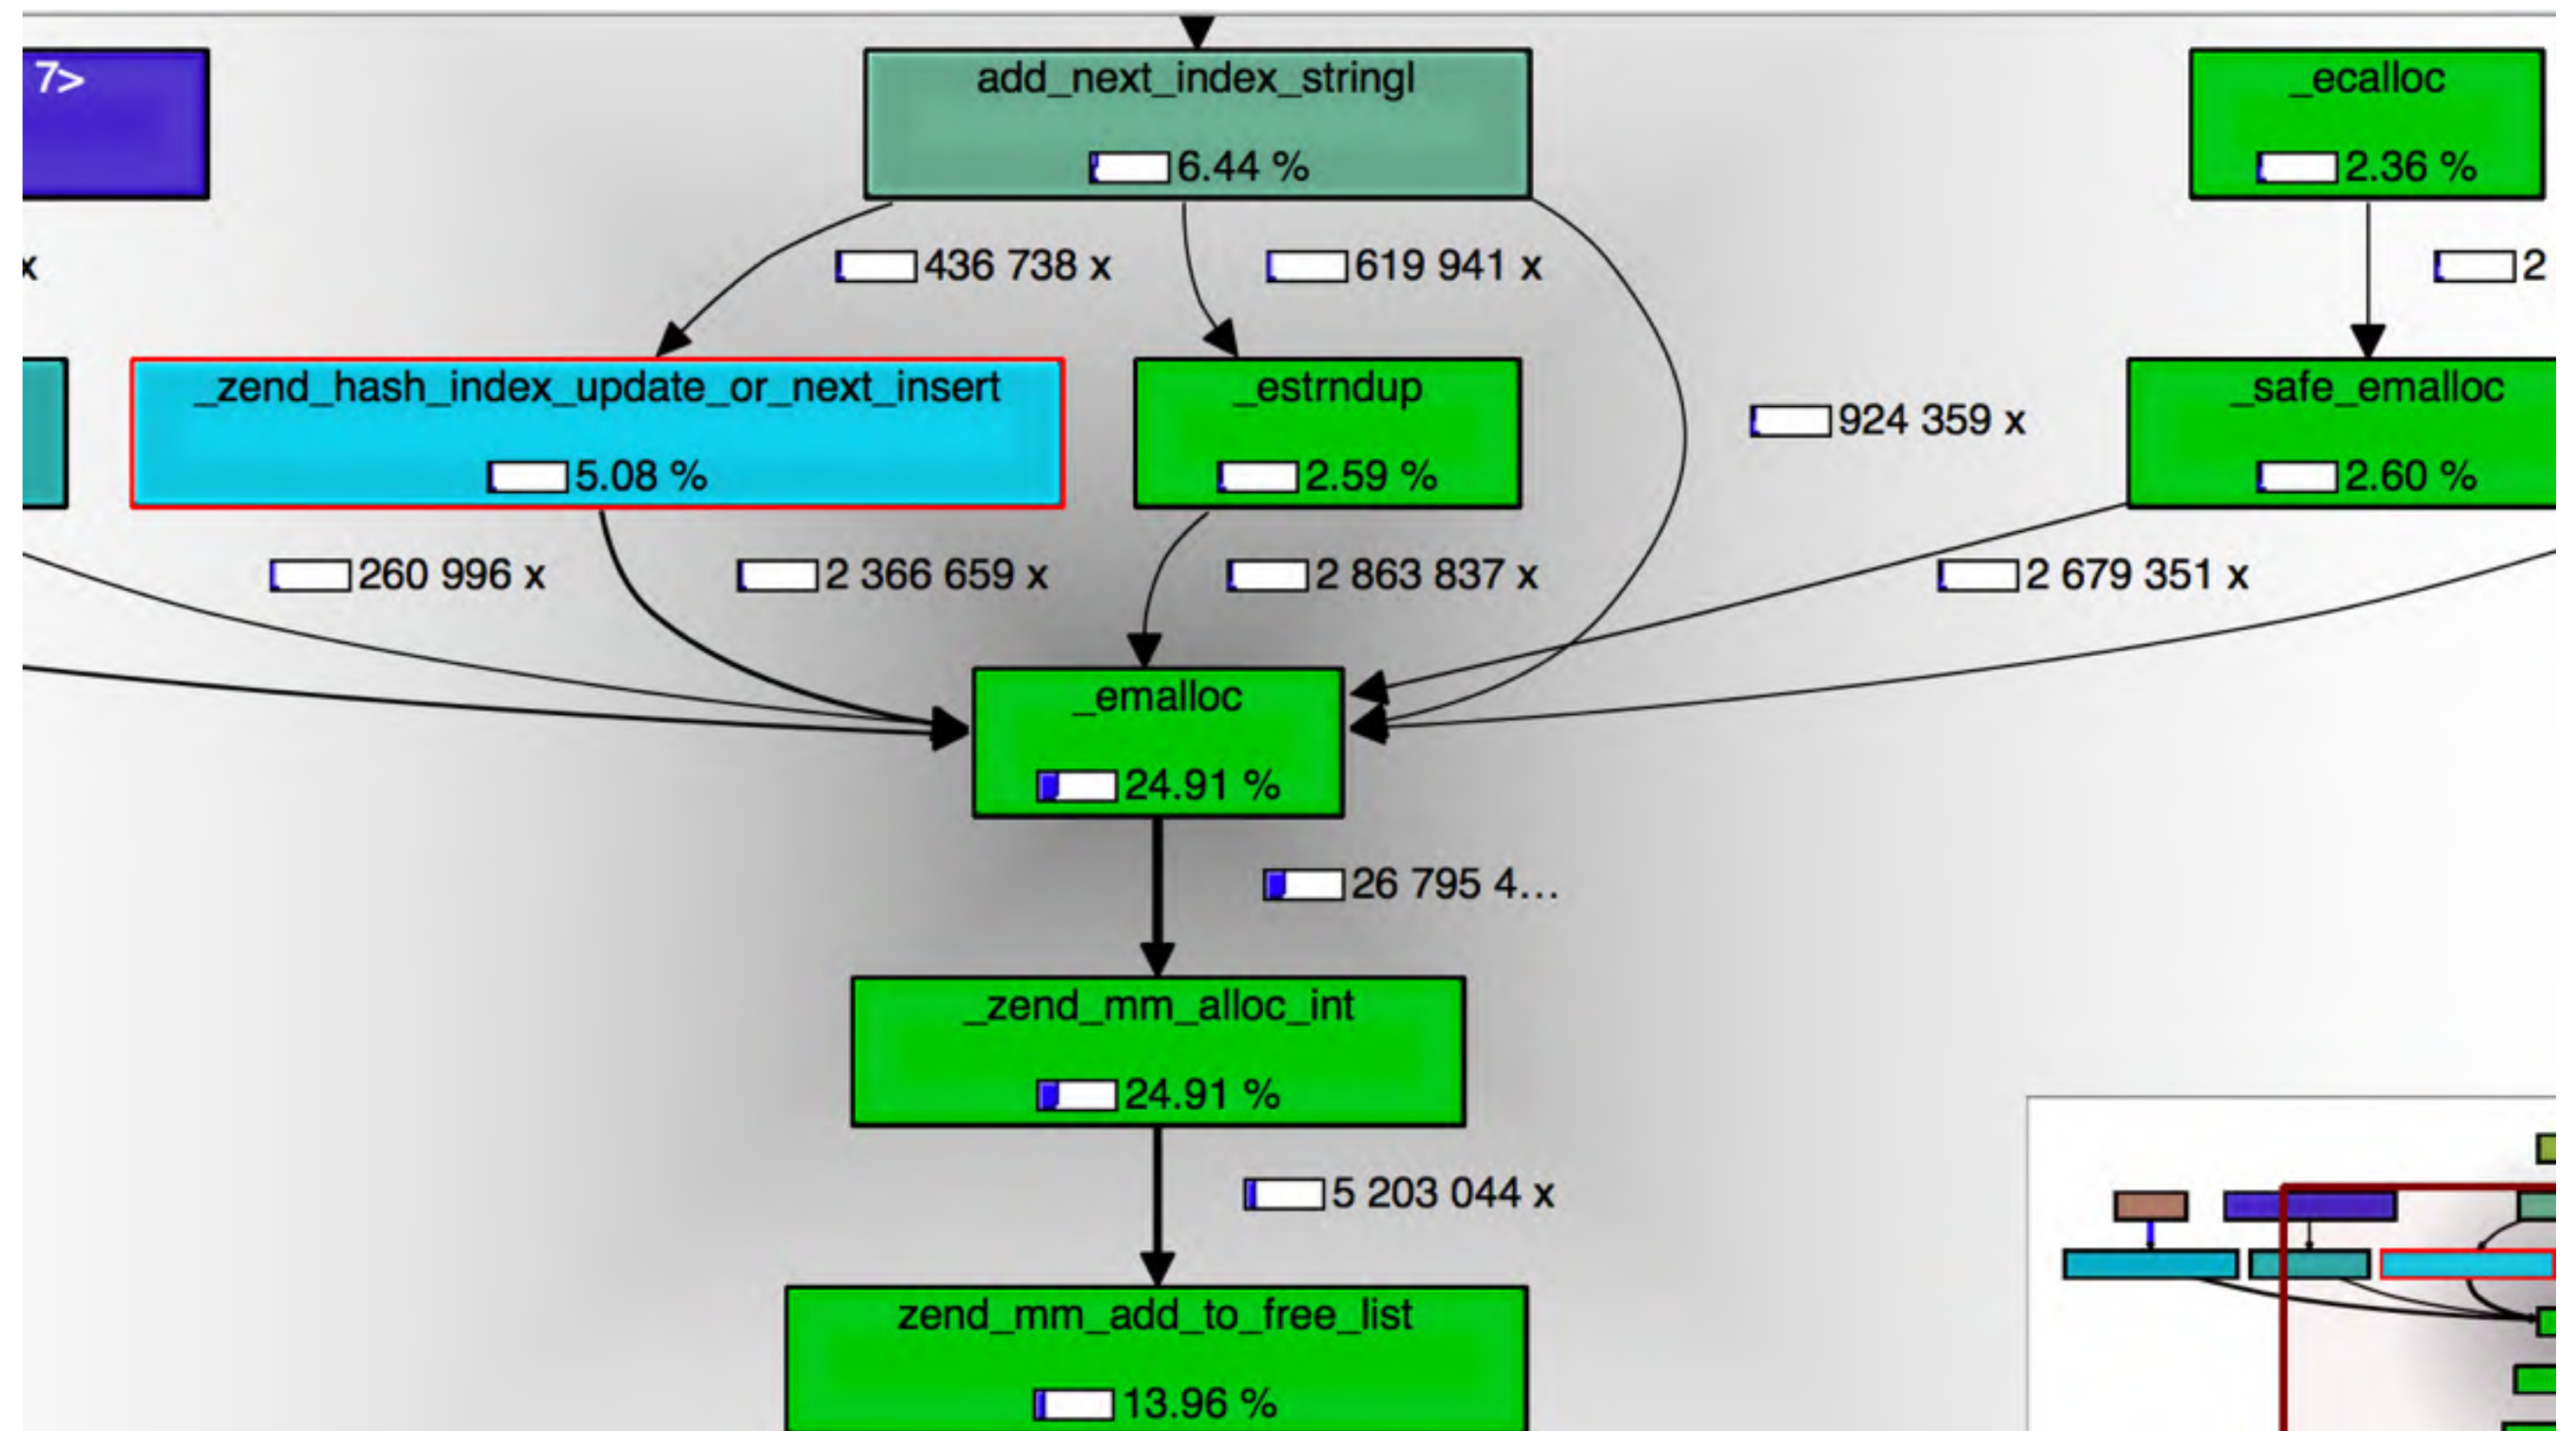 7>
add_next_index_stringl
_ecalloc
6.44 %
2.36 %
x
436 738 x
619 941 x
2
_zend_hash_index_update_or_next_insert
_estrndup
_safe_emalloc
924 359 x
5.08 %
2.59 %
2.60 %
260 996 x
2 366 659 x
2 863 837 x
2 679 351 x
_emalloc
24.91 %
26 795 4...
_zend_mm_alloc_int
24.91 %
5 203 044 x
zend_mm_add_to_free_list
13.96 %